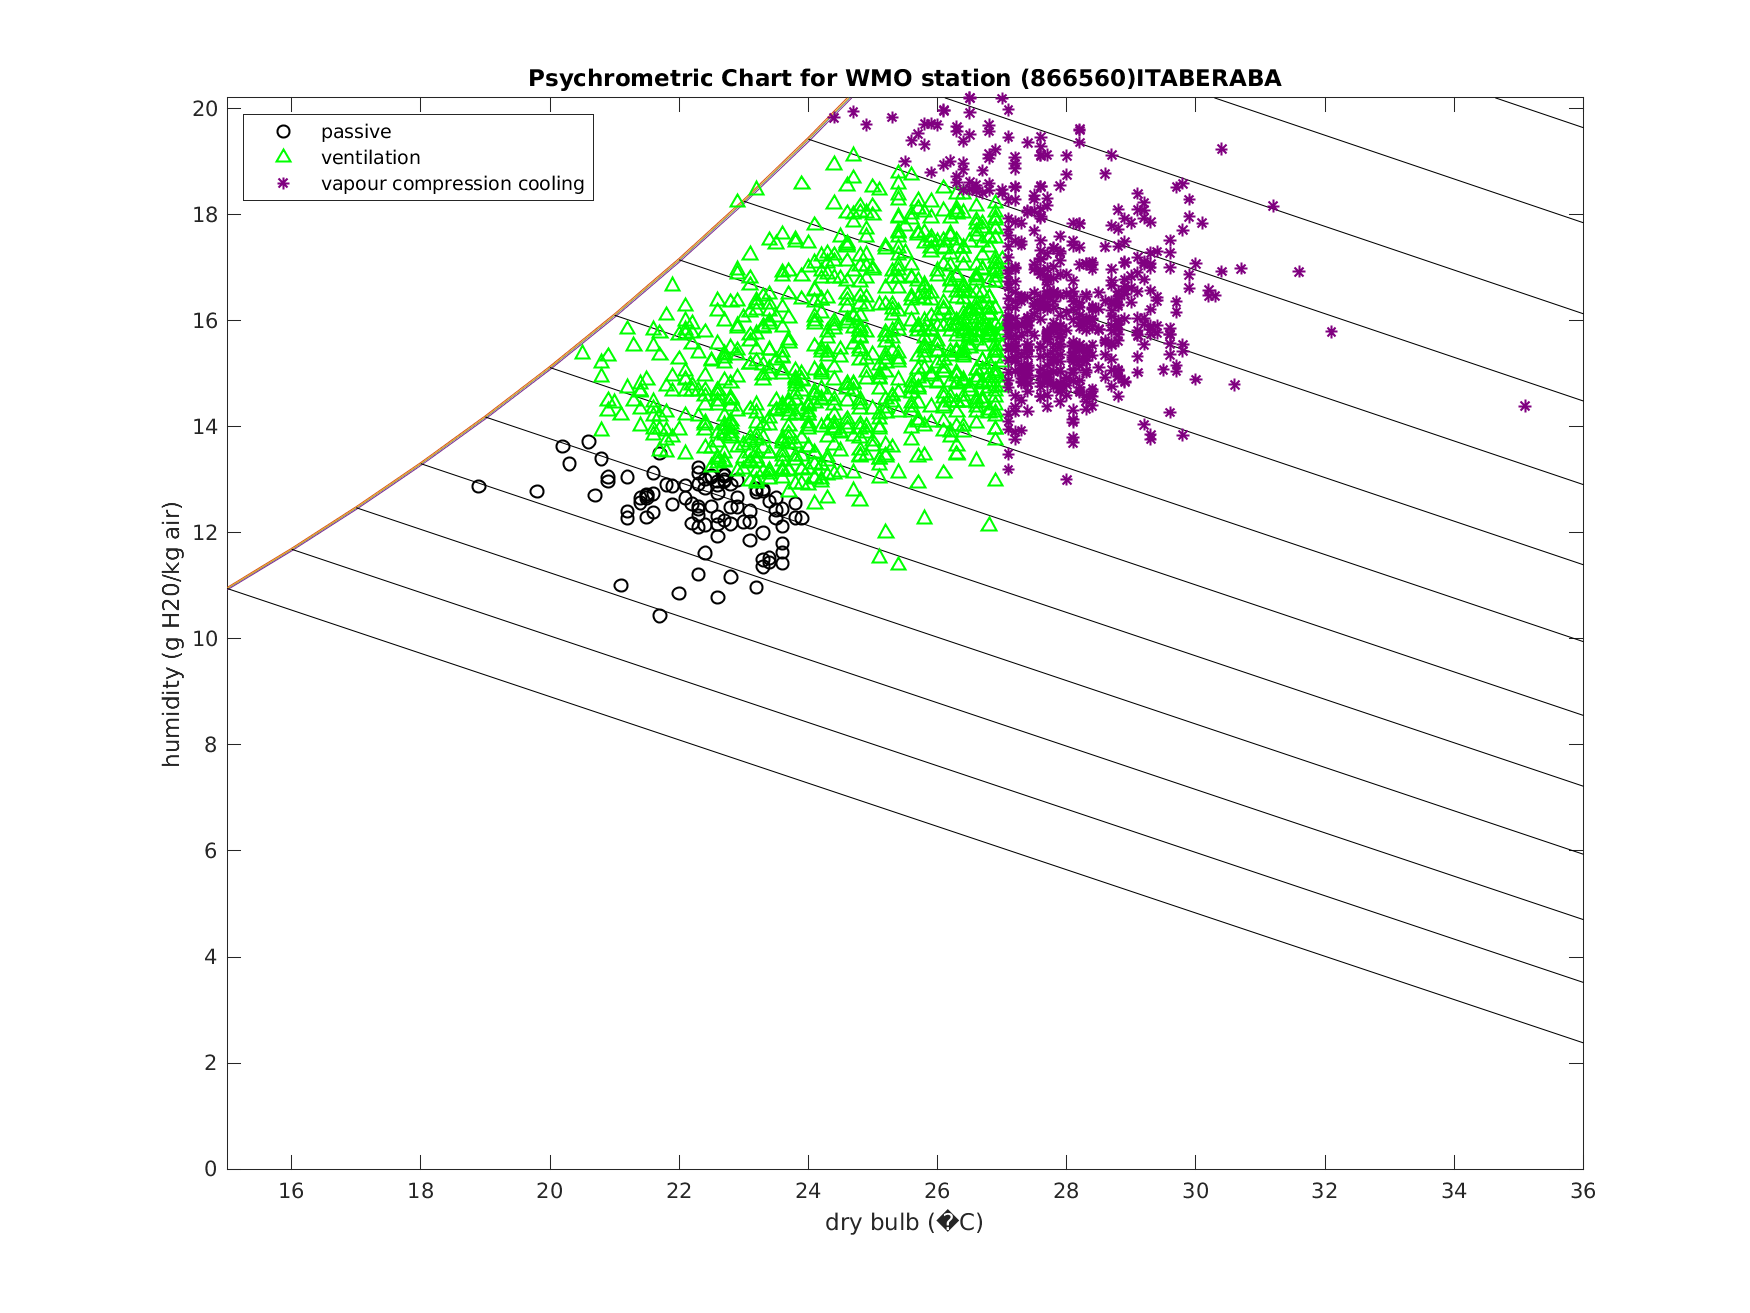 Psychrometric Chart for WMO station (866560)ITABERABA
passive
ventilation
vapour compression cooling
humidity (g H20/kg air)
20
18
16
14
12
10
8
6
4
2
0
16 18 20 22 24 26 28 30 32 34 36
dry bulb (�C)